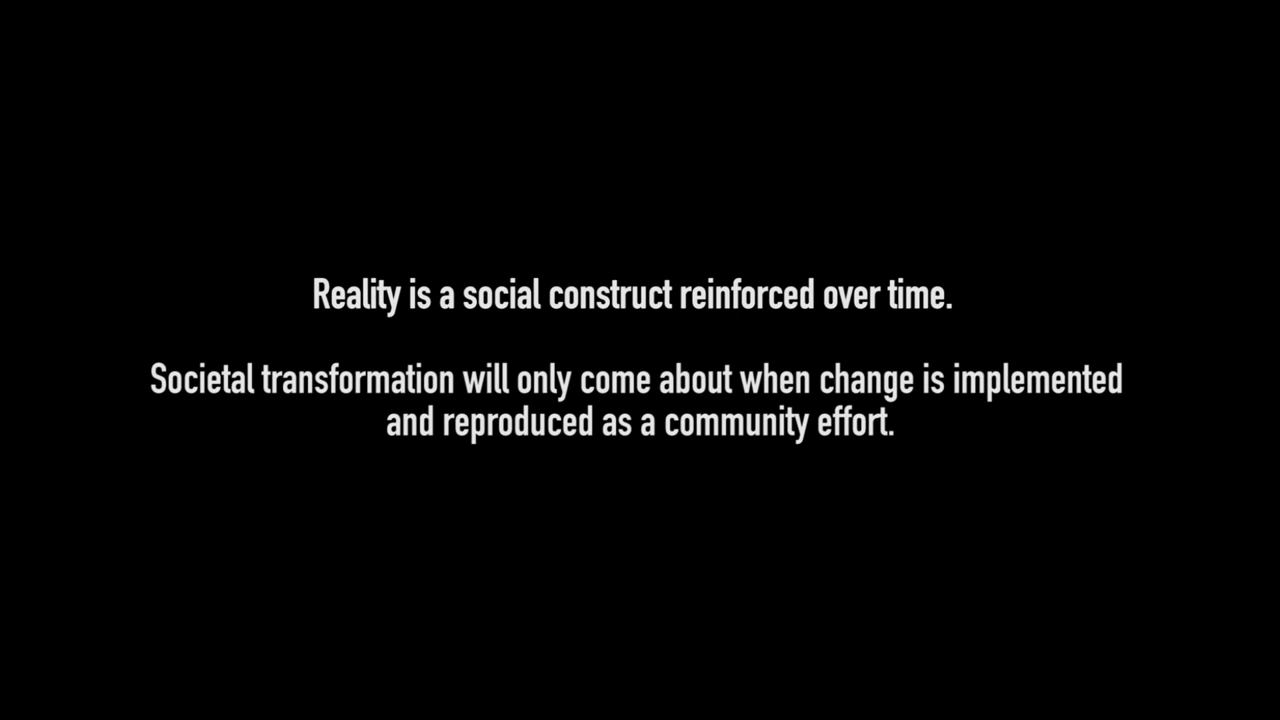 Reality is a social construct reinforced over time.
Societal transformation will only come about when change is implemented
and reproduced as a community effort.